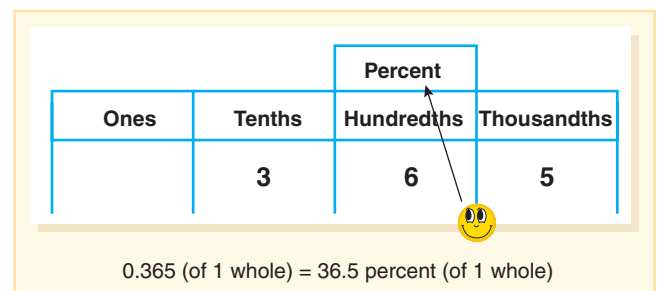 Percent
Ones Tenths Hundredths Thousandths
3 6 5
0.365 (of 1 whole) = 36.5 percent (of 1 whole)